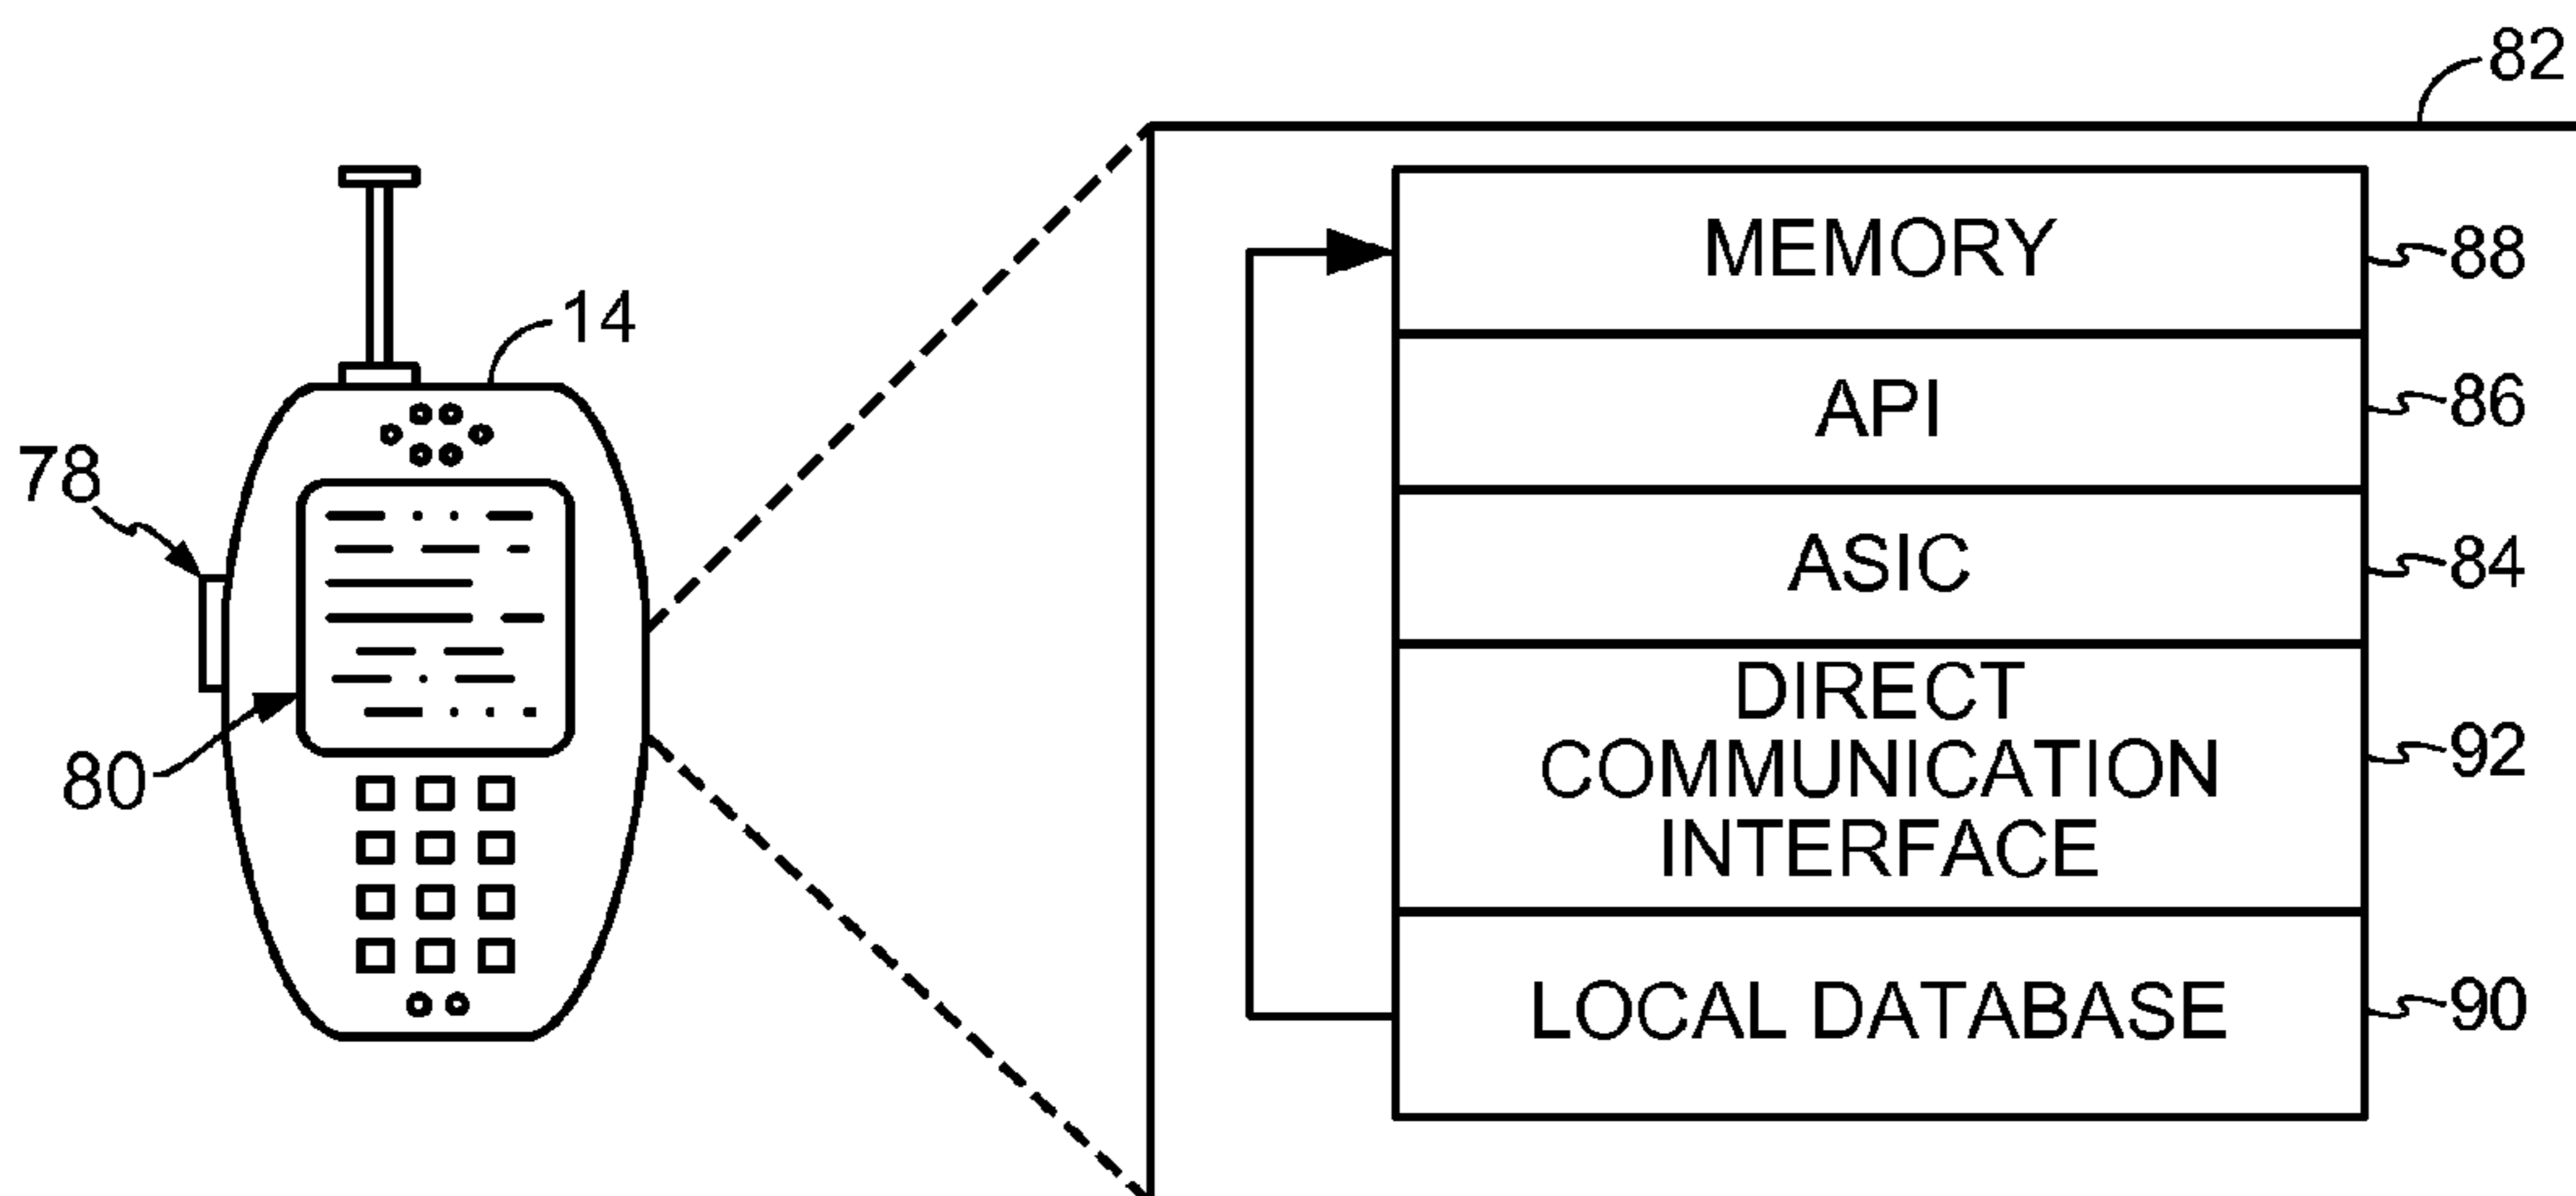 82
MEMORY
88
14
API
86
78
ASIC
84
DIRECT
COMMUNICATION
INTERFACE
92
80
LOCAL DATABASE
90